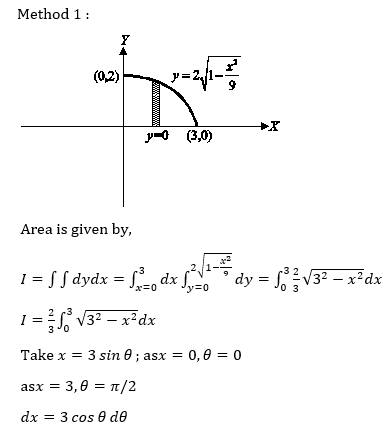 Method 1 :
Y
(0,2)
y = 2√(1 − x²/9)
X
y=0 (3,0)
Area is given by,
I = ∫ ∫ dydx = ∫_{x=0}^{3} dx ∫_{y=0}^{2√(1−x²/9)} dy = ∫_0^3 2/3 √(3² − x²) dx
I = 2/3 ∫_0^3 √(3² − x²) dx
Take x = 3 sin θ ; asx = 0, θ = 0
asx = 3, θ = π/2
dx = 3 cos θ dθ